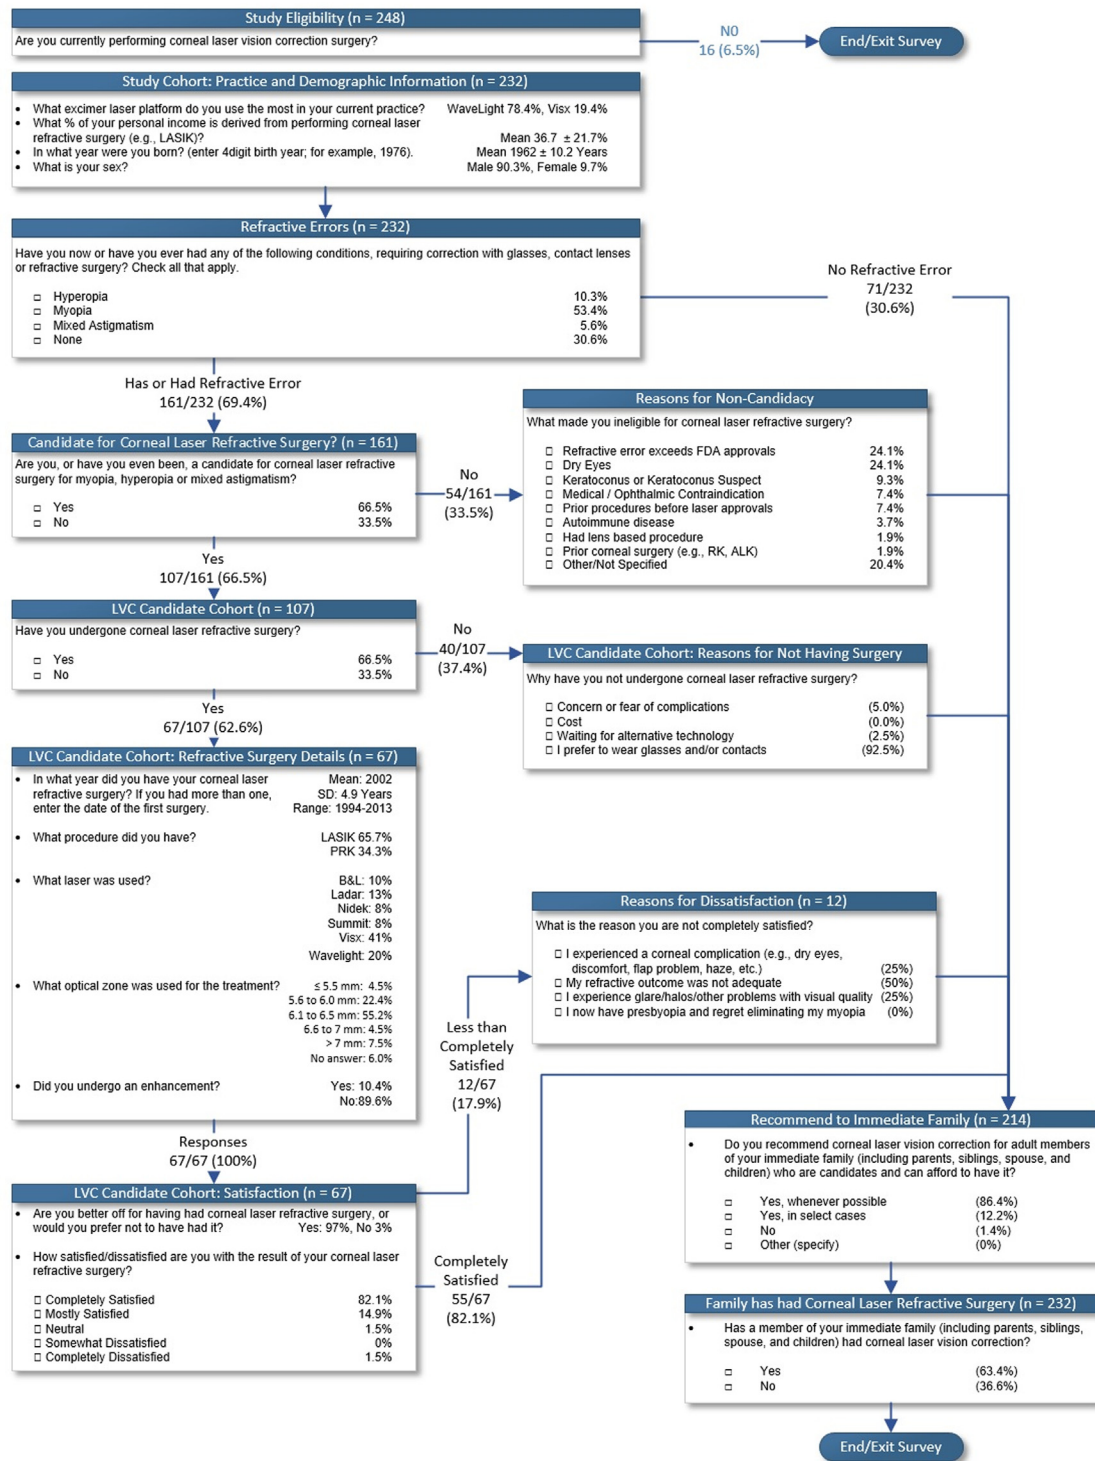 Study Eligibility (n = 248)
Are you currently performing corneal laser vision correction surgery?
NO
16 (6.5%)
End/Exit Survey
Study Cohort: Practice and Demographic Information (n = 232)
• What excimer laser platform do you use the most in your current practice? WaveLight 78.4%, Visx 19.4%
• What % of your personal income is derived from performing corneal laser
refractive surgery (e.g., LASIK)? Mean 36.7 ± 21.7%
• In what year were you born? (enter 4digit birth year; for example, 1976). Mean 1962 ± 10.2 Years
• What is your sex? Male 90.3%, Female 9.7%
Refractive Errors (n = 232)
Have you now or have you ever had any of the following conditions, requiring correction with glasses, contact lenses
or refractive surgery? Check all that apply.
□ Hyperopia 10.3%
□ Myopia 53.4%
□ Mixed Astigmatism 5.6%
□ None 30.6%
No Refractive Error
71/232
(30.6%)
Has or Had Refractive Error
161/232 (69.4%)
Candidate for Corneal Laser Refractive Surgery? (n = 161)
Are you, or have you even been, a candidate for corneal laser refractive
surgery for myopia, hyperopia or mixed astigmatism?
□ Yes 66.5%
□ No 33.5%
No
54/161
(33.5%)
Reasons for Non-Candidacy
What made you ineligible for corneal laser refractive surgery?
□ Refractive error exceeds FDA approvals 24.1%
□ Dry Eyes 24.1%
□ Keratoconus or Keratoconus Suspect 9.3%
□ Medical / Ophthalmic Contraindication 7.4%
□ Prior procedures before laser approvals 7.4%
□ Autoimmune disease 3.7%
□ Had lens based procedure 1.9%
□ Prior corneal surgery (e.g., RK, ALK) 1.9%
□ Other/Not Specified 20.4%
Yes
107/161 (66.5%)
LVC Candidate Cohort (n = 107)
Have you undergone corneal laser refractive surgery?
□ Yes 66.5%
□ No 33.5%
No
40/107
(37.4%)
LVC Candidate Cohort: Reasons for Not Having Surgery
Why have you not undergone corneal laser refractive surgery?
□ Concern or fear of complications (5.0%)
□ Cost (0.0%)
□ Waiting for alternative technology (2.5%)
□ I prefer to wear glasses and/or contacts (92.5%)
Yes
67/107 (62.6%)
LVC Candidate Cohort: Refractive Surgery Details (n = 67)
• In what year did you have your corneal laser Mean: 2002
refractive surgery? If you had more than one, SD: 4.9 Years
enter the date of the first surgery. Range: 1994-2013
• What procedure did you have? LASIK 65.7%
PRK 34.3%
• What laser was used? B&L: 10%
Ladar: 13%
Nidek: 8%
Summit: 8%
Visx: 41%
Wavelight: 20%
• What optical zone was used for the treatment? ≤ 5.5 mm: 4.5%
5.6 to 6.0 mm: 22.4%
6.1 to 6.5 mm: 55.2%
6.6 to 7 mm: 4.5%
> 7 mm: 7.5%
No answer: 6.0%
• Did you undergo an enhancement? Yes: 10.4%
No:89.6%
Responses
67/67 (100%)
LVC Candidate Cohort: Satisfaction (n = 67)
• Are you better off for having had corneal laser refractive surgery, or
would you prefer not to have had it? Yes: 97%, No 3%
• How satisfied/dissatisfied are you with the result of your corneal laser
refractive surgery?
□ Completely Satisfied 82.1%
□ Mostly Satisfied 14.9%
□ Neutral 1.5%
□ Somewhat Dissatisfied 0%
□ Completely Dissatisfied 1.5%
Less than
Completely
Satisfied
12/67
(17.9%)
Reasons for Dissatisfaction (n = 12)
What is the reason you are not completely satisfied?
□ I experienced a corneal complication (e.g., dry eyes,
discomfort, flap problem, haze, etc.) (25%)
□ My refractive outcome was not adequate (50%)
□ I experience glare/halos/other problems with visual quality (25%)
□ I now have presbyopia and regret eliminating my myopia (0%)
Completely
Satisfied
55/67
(82.1%)
Recommend to Immediate Family (n = 214)
• Do you recommend corneal laser vision correction for adult members
of your immediate family (including parents, siblings, spouse, and
children) who are candidates and can afford to have it?
□ Yes, whenever possible (86.4%)
□ Yes, in select cases (12.2%)
□ No (1.4%)
□ Other (specify) (0%)
Family has had Corneal Laser Refractive Surgery (n = 232)
• Has a member of your immediate family (including parents, siblings,
spouse, and children) had corneal laser vision correction?
□ Yes (63.4%)
□ No (36.6%)
End/Exit Survey